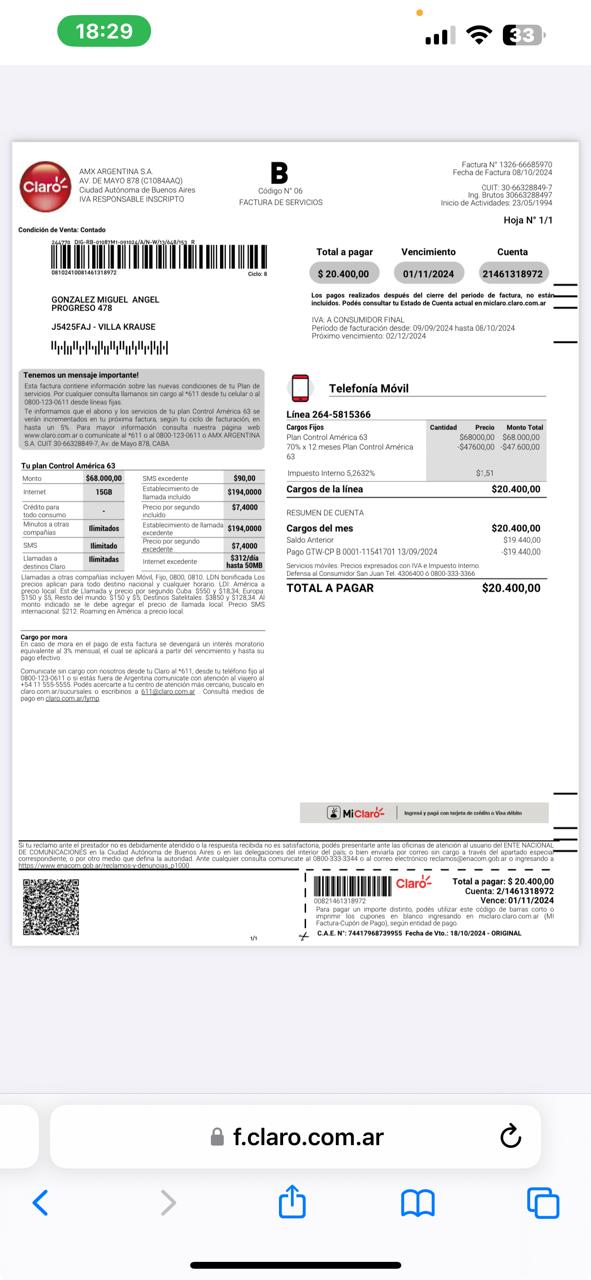 18:29
33
Claro
AMX ARGENTINA S.A.
AV. DE MAYO 878 (C1084AAQ)
Ciudad Autónoma de Buenos Aires
IVA RESPONSABLE INSCRIPTO
B
Código N° 06
FACTURA DE SERVICIOS
Factura N° 1326-66685970
Fecha de Factura 08/10/2024
CUIT: 30-66328849-7
Ing. Brutos 30663288497
Inicio de Actividades: 23/05/1994
Hoja N° 1/1
Condición de Venta: Contado
08102410081461318972
Ciclo: 8
GONZALEZ MIGUEL ANGEL
PROGRESO 478
J5425FAJ - VILLA KRAUSE
Total a pagar
Vencimiento
Cuenta
$ 20.400,00
01/11/2024
21461318972
Los pagos realizados después del cierre del período de factura, no están
incluidos. Podés consultar tu Estado de Cuenta actual en miclaro.claro.com.ar
IVA: A CONSUMIDOR FINAL
Período de facturación desde: 09/09/2024 hasta 08/10/2024
Próximo vencimiento: 02/12/2024
Tenemos un mensaje importante!
Esta factura contiene información sobre las nuevas condiciones de tu Plan de
servicios. Por cualquier consulta llamanos sin cargo al *611 desde tu celular o al
0800-123-0611 desde líneas fijas.
Te informamos que el abono y los servicios de tu plan Control América 63 se
verán incrementados en tu próxima factura, según tu ciclo de facturación, en
hasta un 5%. Para mayor información consulta nuestra página web
www.claro.com.ar o comunicate al *611 o al 0800-123-0611 o AMX ARGENTINA
S.A. CUIT 30-66328849-7, Av. de Mayo 878, CABA.
Tu plan Control América 63
Monto $68.000,00 SMS excedente $90,00
Internet 15GB Establecimiento de llamada incluido $194,0000
Crédito para todo consumo - Precio por segundo incluido $7,4000
Minutos a otras compañías Ilimitados Establecimiento de llamada excedente $194,0000
SMS Ilimitado Precio por segundo excedente $7,4000
Llamadas a destinos Claro Ilimitado Internet excedente $312/día hasta 50MB
Llamadas a otras compañías incluyen Móvil, Fijo, 0800, 0810. LDN bonificada Los
precios aplican para todo destino nacional y cualquier horario. LDI: América a
precio local. Est de Llamada y precio por segundo Cuba: $550 y $18,34; Europa:
$150 y $5, Resto del mundo: $150 y $5, Destinos Satelitales: $3850 y $128,34. Al
monto indicado se le debe agregar el precio de llamada local. Precio SMS
internacional: $212. Roaming en América: a precio local.
Cargo por mora
En caso de mora en el pago de esta factura se devengará un interés moratorio
equivalente al 3% mensual, el cual se aplicará a partir del vencimiento y hasta su
pago efectivo.
Comunicate sin cargo con nosotros desde tu Claro al *611, desde tu teléfono fijo al
0800-123-0611 o si estás fuera de Argentina comunicate con atención al viajero al
+54 11 555-5555. Podés acercarte a tu centro de atención más cercano, buscalo en
claro.com.ar/sucursales o escribinos a 611@claro.com.ar . Consultá medios de
pago en claro.com.ar/lymp
Telefonía Móvil
Línea 264-5815366
Cargos Fijos Cantidad Precio Monto Total
Plan Control América 63 $68000,00 $68.000,00
70% x 12 meses Plan Control América 63 -$47600,00 -$47.600,00
Impuesto Interno 5,2632% $1,51
Cargos de la línea $20.400,00
RESUMEN DE CUENTA
Cargos del mes $20.400,00
Saldo Anterior $19.440,00
Pago GTW-CP B 0001-11541701 13/09/2024 -$19.440,00
Servicios móviles: Precios expresados con IVA e Impuesto Interno.
Defensa al Consumidor San Juan Tel. 4306400 ó 0800-333-3366
TOTAL A PAGAR $20.400,00
MiClaro
Ingresá y pagá con tarjeta de crédito o Visa débito
Si tu reclamo ante el prestador no es debidamente atendido o la respuesta recibida no es satisfactoria, podés presentarte ante las oficinas de atención al usuario del ENTE NACIONAL
DE COMUNICACIONES en la Ciudad Autónoma de Buenos Aires o en las delegaciones del interior del país; o bien enviarla por correo sin cargo a través del apartado especial
correspondiente, o por otro medio que defina la autoridad. Ante cualquier consulta comunicate al 0800-333-3344 o al correo electrónico reclamos@enacom.gob.ar o ingresando a
https://www.enacom.gob.ar/reclamos-y-denuncias_p1000.
1/1
00821461318972
Claro
Total a pagar: $ 20.400,00
Cuenta: 2/1461318972
Vence: 01/11/2024
Para pagar un importe distinto, podés utilizar este código de barras corto o
imprimir los cupones en blanco ingresando en miclaro.claro.com.ar (Mi
Factura-Cupón de Pago), según entidad de pago.
C.A.E. N°: 74417968739955 Fecha de Vto.: 18/10/2024 - ORIGINAL
f.claro.com.ar